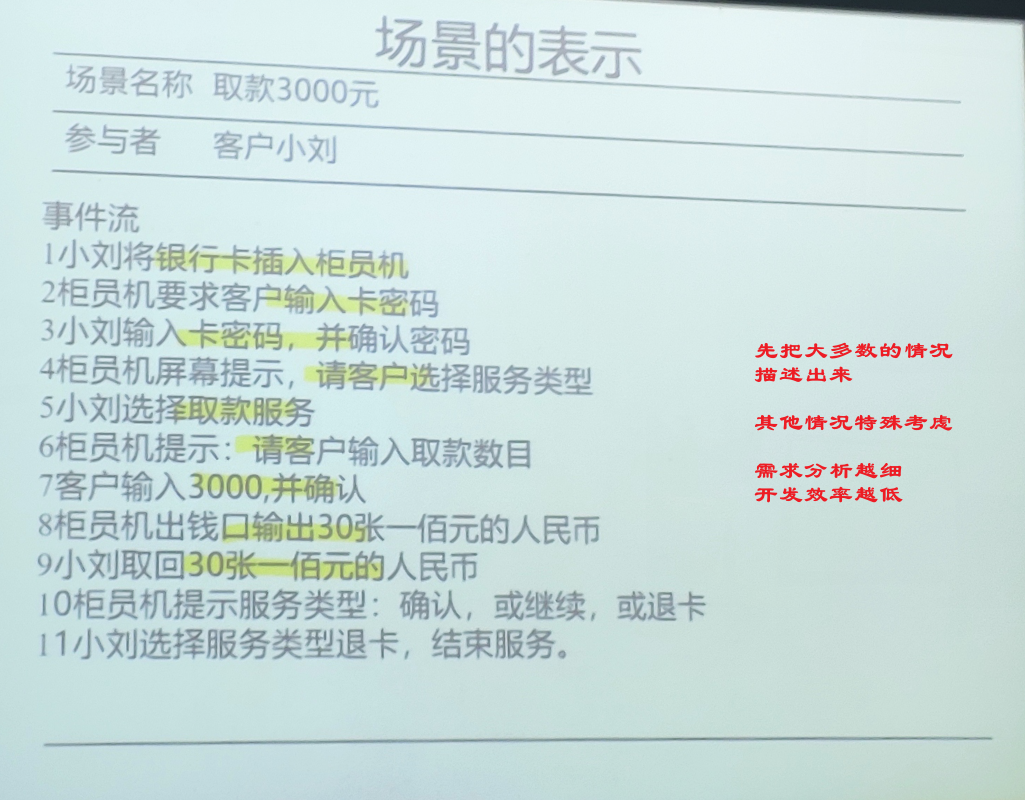 场景的表示
场景名称 取款3000元
参与者 客户小刘
事件流
1小刘将银行卡插入柜员机
2柜员机要求客户输入卡密码
3小刘输入卡密码，并确认密码
4柜员机屏幕提示，请客户选择服务类型
5小刘选择取款服务
6柜员机提示：请客户输入取款数目
7客户输入3000,并确认
8柜员机出钱口输出30张一佰元的人民币
9小刘取回30张一佰元的人民币
10柜员机提示服务类型：确认，或继续，或退卡
11小刘选择服务类型退卡，结束服务。
先把大多数的情况
描述出来
其他情况特殊考虑
需求分析越细
开发效率越低